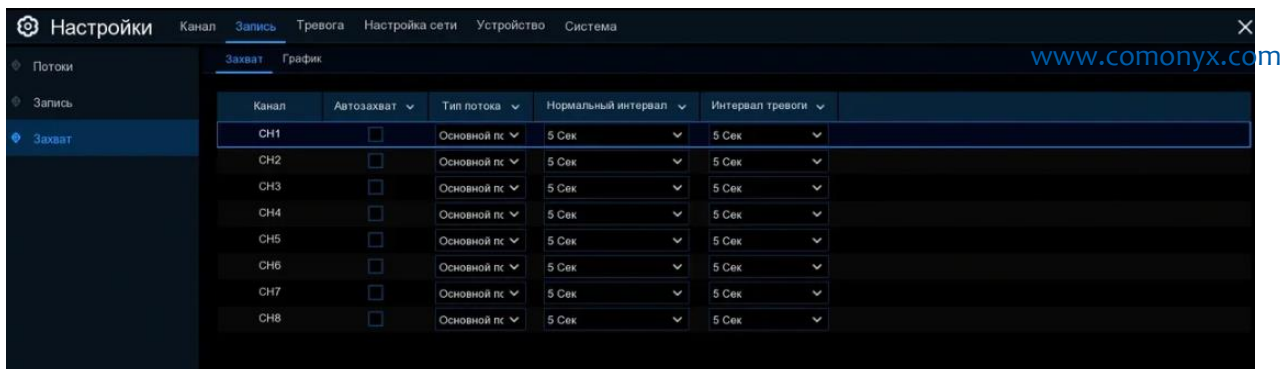 Настройки Канал Запись Тревога Настройка сети Устройство Система
www.comonyx.com
Потоки Захват График
Запись Канал Автозахват Тип потока Нормальный интервал Интервал тревоги
Захват CH1 Основной пс 5 Сек 5 Сек
CH2 Основной пс 5 Сек 5 Сек
CH3 Основной пс 5 Сек 5 Сек
CH4 Основной пс 5 Сек 5 Сек
CH5 Основной пс 5 Сек 5 Сек
CH6 Основной пс 5 Сек 5 Сек
CH7 Основной пс 5 Сек 5 Сек
CH8 Основной пс 5 Сек 5 Сек